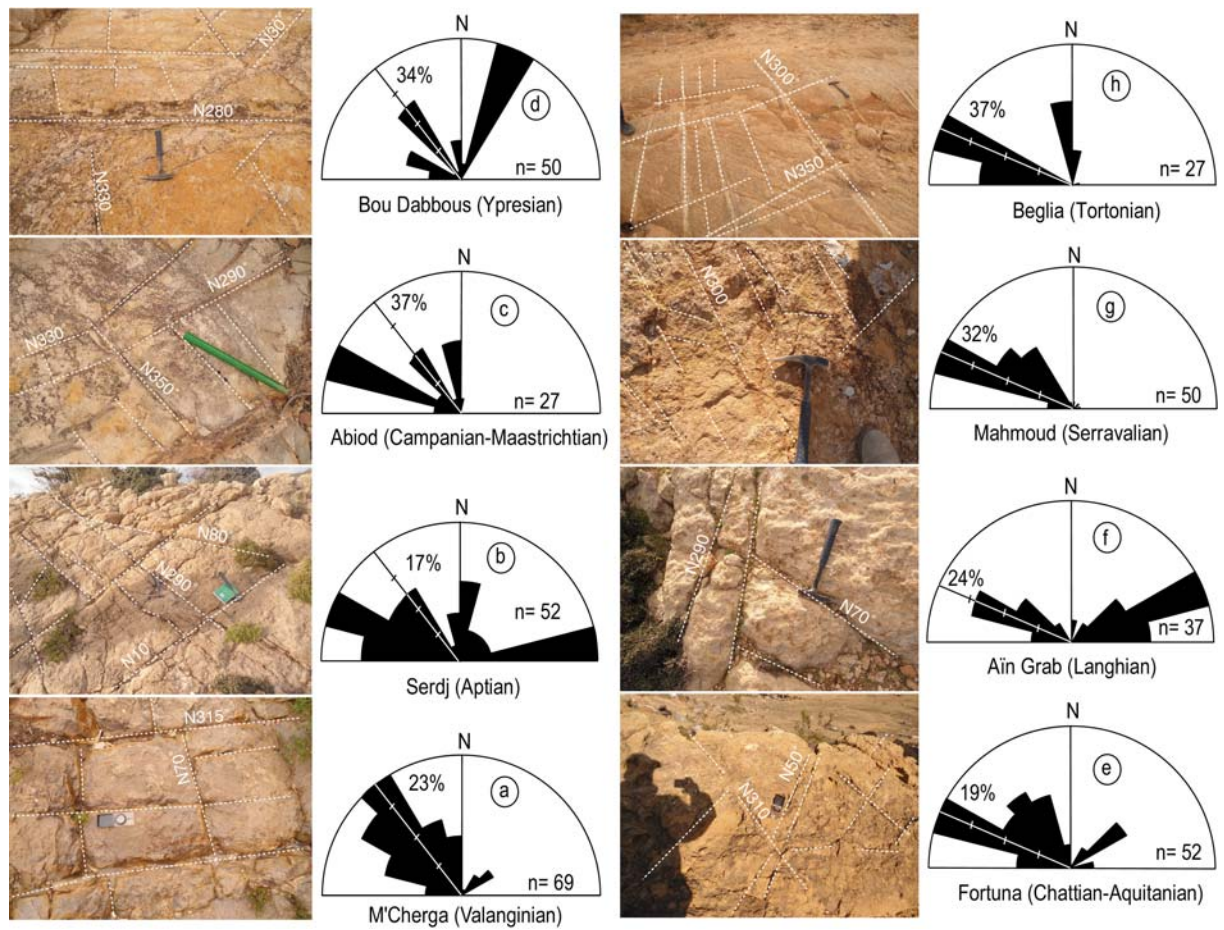 N30°
N280
N330
N
34%
d
n= 50
Bou Dabbous (Ypresian)
N300°
N350
N
37%
h
n= 27
Beglia (Tortonian)
N290
N330
N350
N
37%
c
n= 27
Abiod (Campanian-Maastrichtian)
N300
N
32%
g
n= 50
Mahmoud (Serravalian)
N80
N290
N10
N
17%
b
n= 52
Serdj (Aptian)
N290
N70
N
24%
f
n= 37
Aïn Grab (Langhian)
N315°
N70
N
23%
a
n= 69
M'Cherga (Valanginian)
N50
N310
N
19%
e
n= 52
Fortuna (Chattian-Aquitanian)